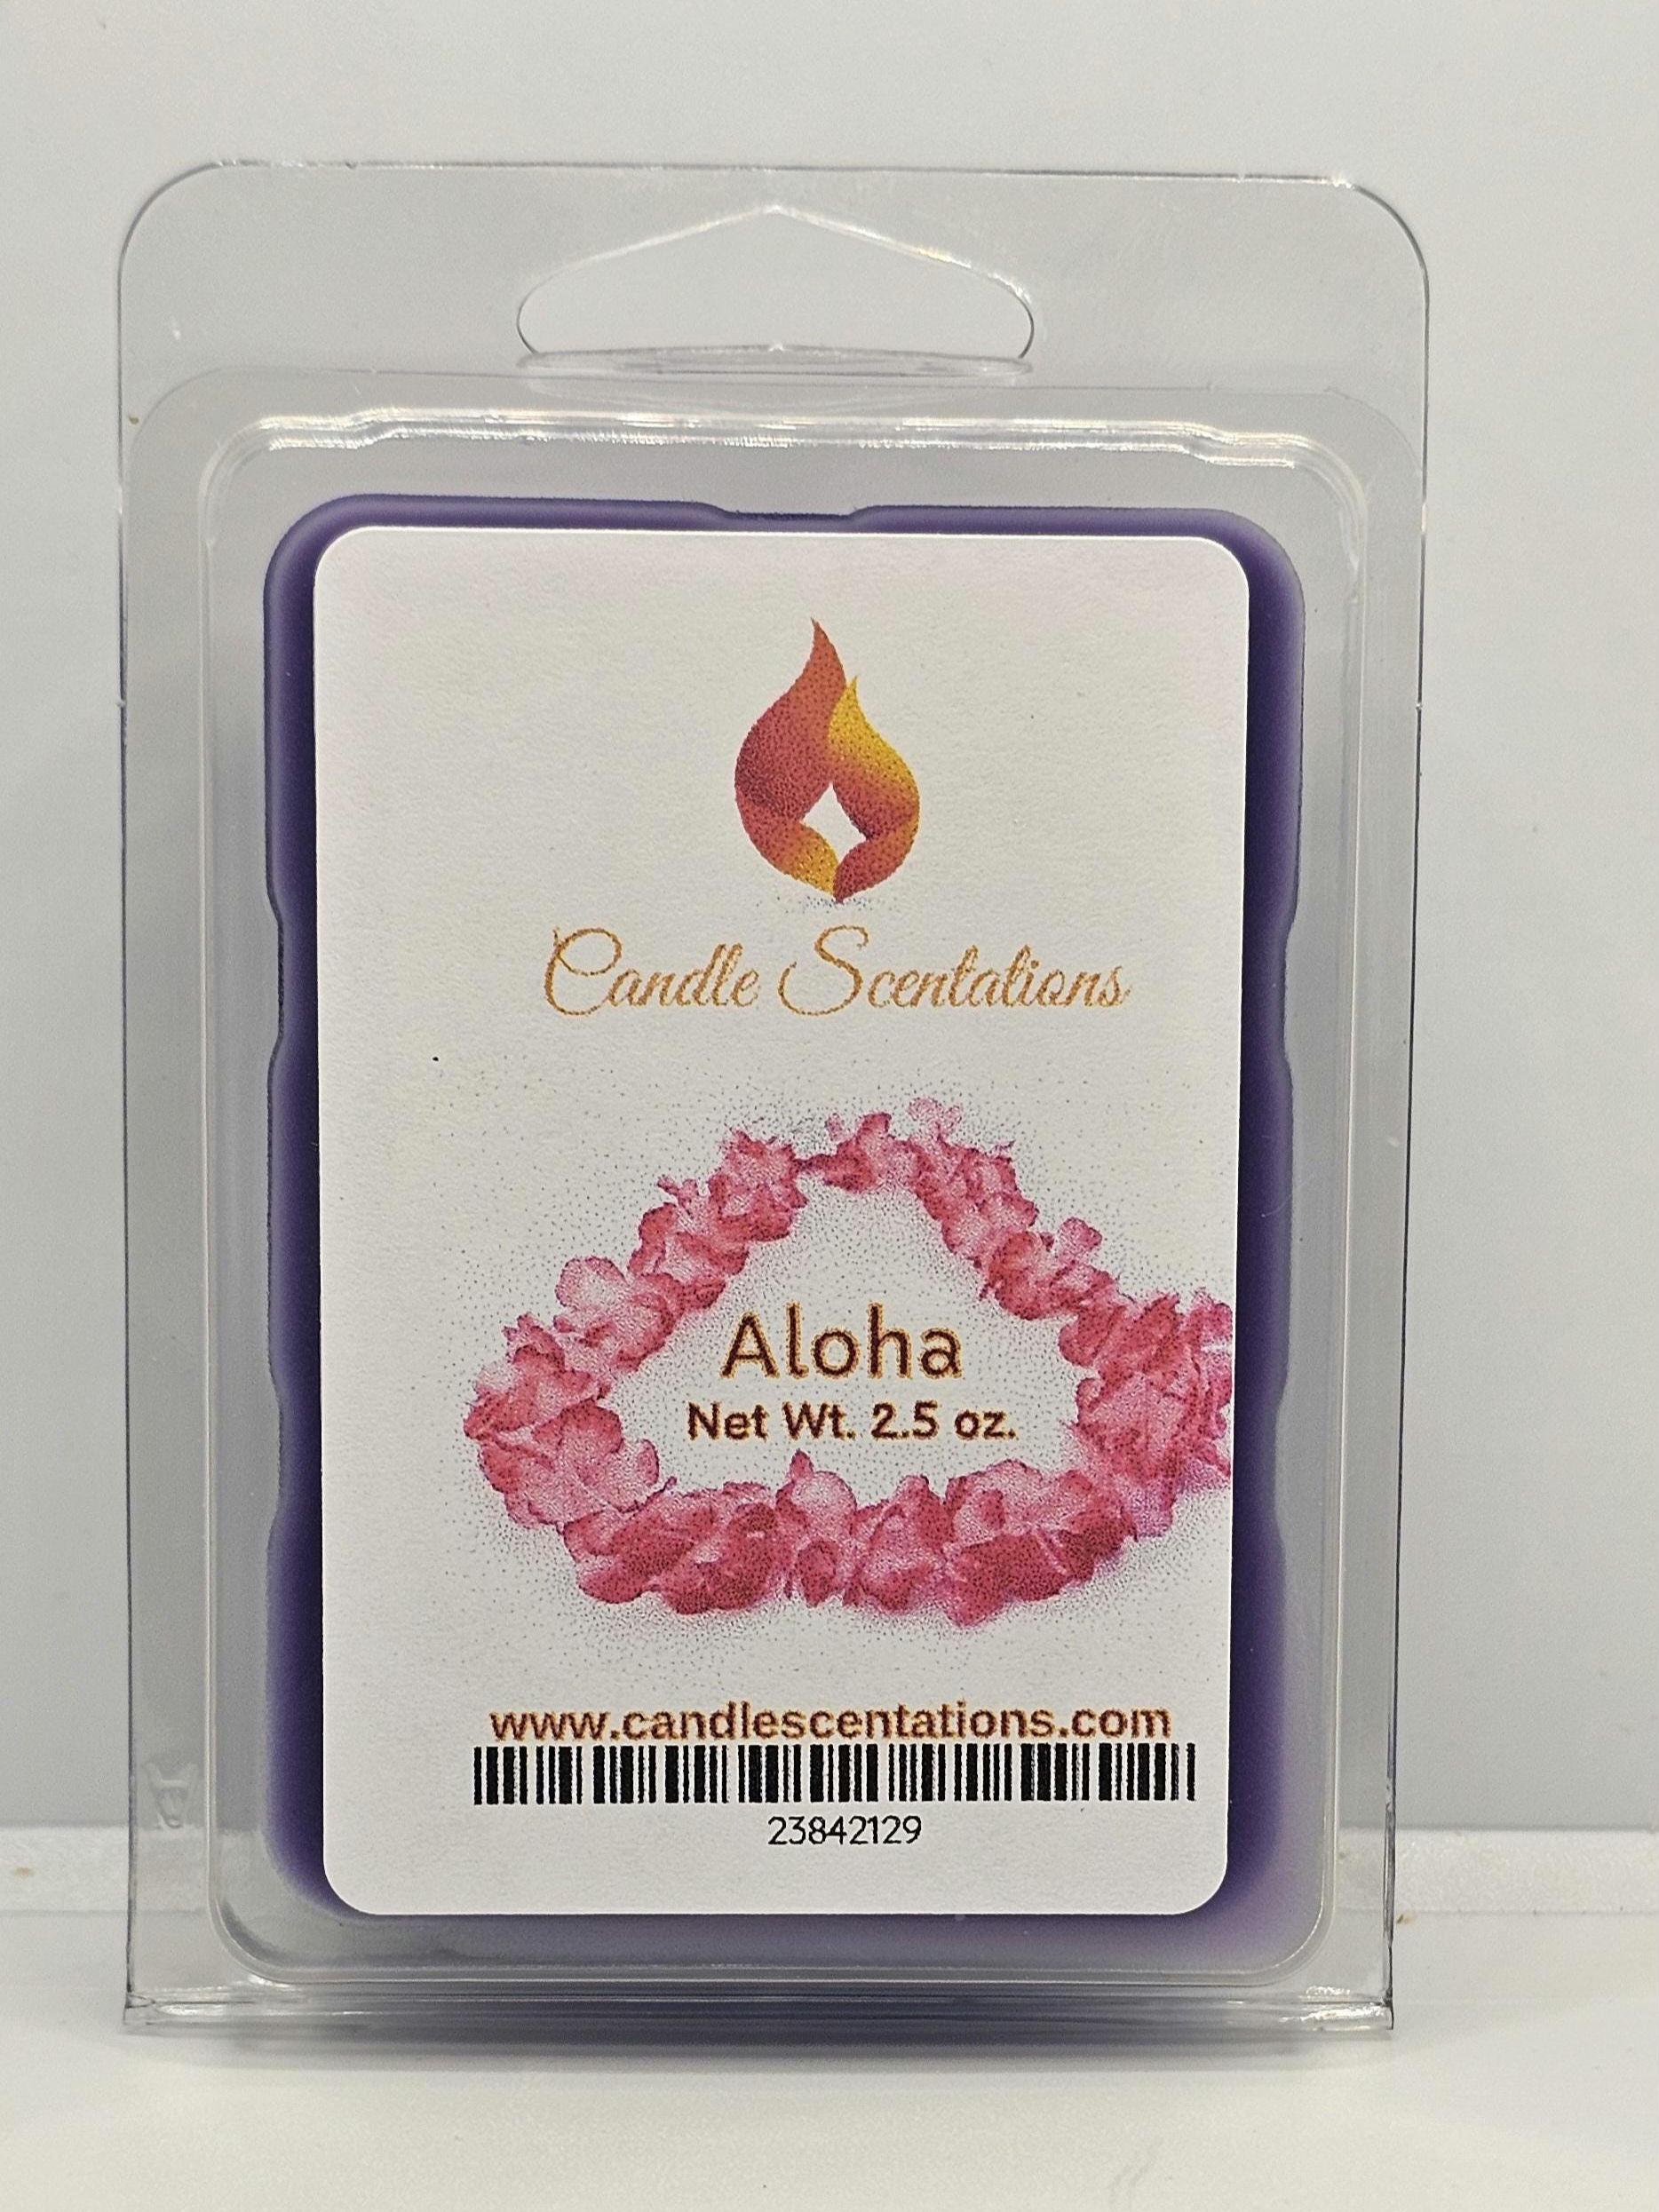 Candle Scentations
Aloha
Net Wt. 2.5 oz.
www.candlescentations.com
23842129